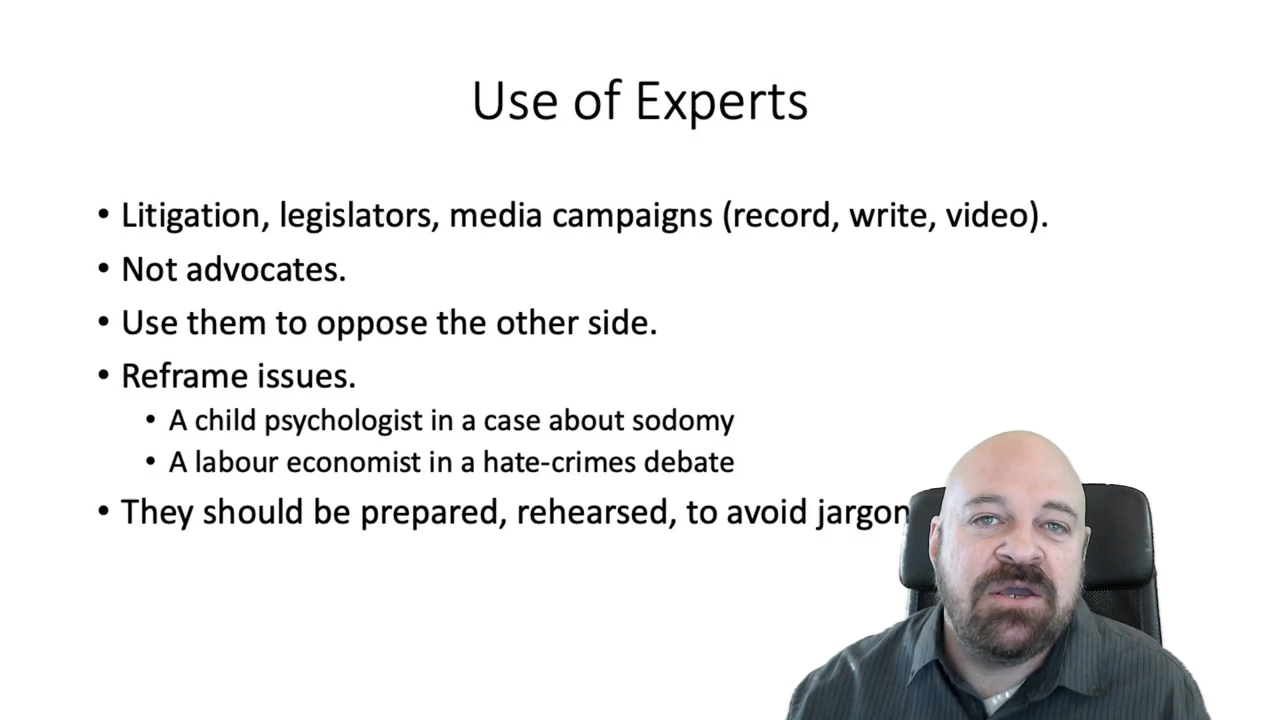 Use of Experts
• Litigation, legislators, media campaigns (record, write, video).
• Not advocates.
• Use them to oppose the other side.
• Reframe issues.
• A child psychologist in a case about sodomy
• A labour economist in a hate-crimes debate
• They should be prepared, rehearsed, to avoid jargon